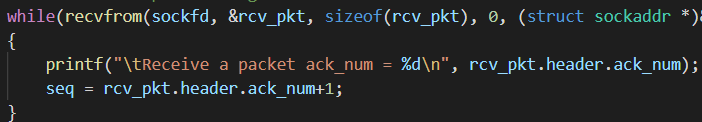 while(recvfrom(sockfd, &rcv_pkt, sizeof(rcv_pkt), 0, (struct sockaddr *)&
{
printf("\tReceive a packet ack_num = %d\n", rcv_pkt.header.ack_num);
seq = rcv_pkt.header.ack_num+1;
}